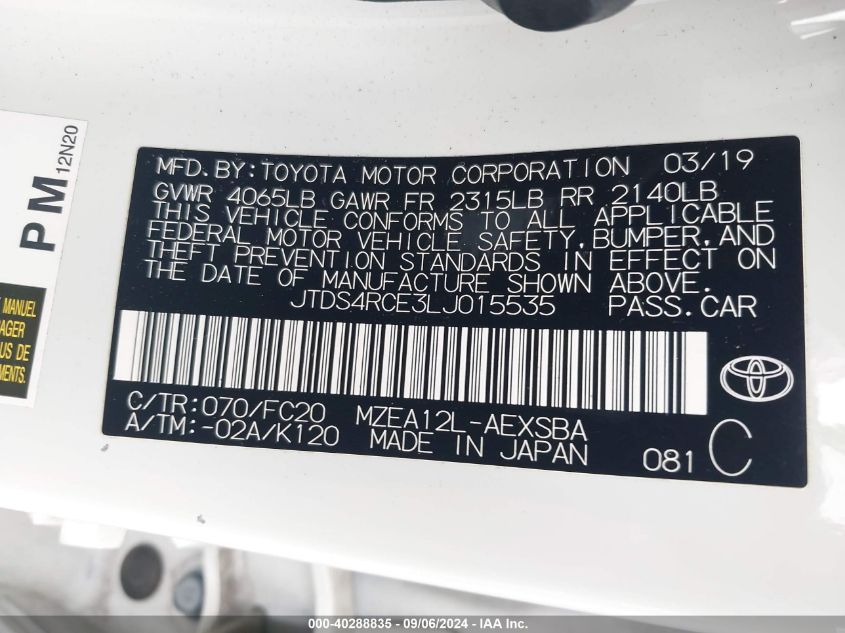 MFD.BY:TOYOTA MOTOR CORPORATION 03/19
GVWR 4065LB GAWR FR 2315LB RR 2140LB
THIS VEHICLE CONFORMS TO ALL APPLICABLE
FEDERAL MOTOR VEHICLE SAFETY,BUMPER,AND
THEFT PREVENTION STANDARDS IN EFFECT ON
THE DATE OF MANUFACTURE SHOWN ABOVE.
JTDS4RCE3LJ015535 PASS.CAR
C/TR:070/FC20 MZEA12L-AEXSBA
A/TM:-02A/K120 MADE IN JAPAN 081 C
PM 12N20
MANUEL
US DE
000-40288835 - 09/06/2024 - IAA Inc.